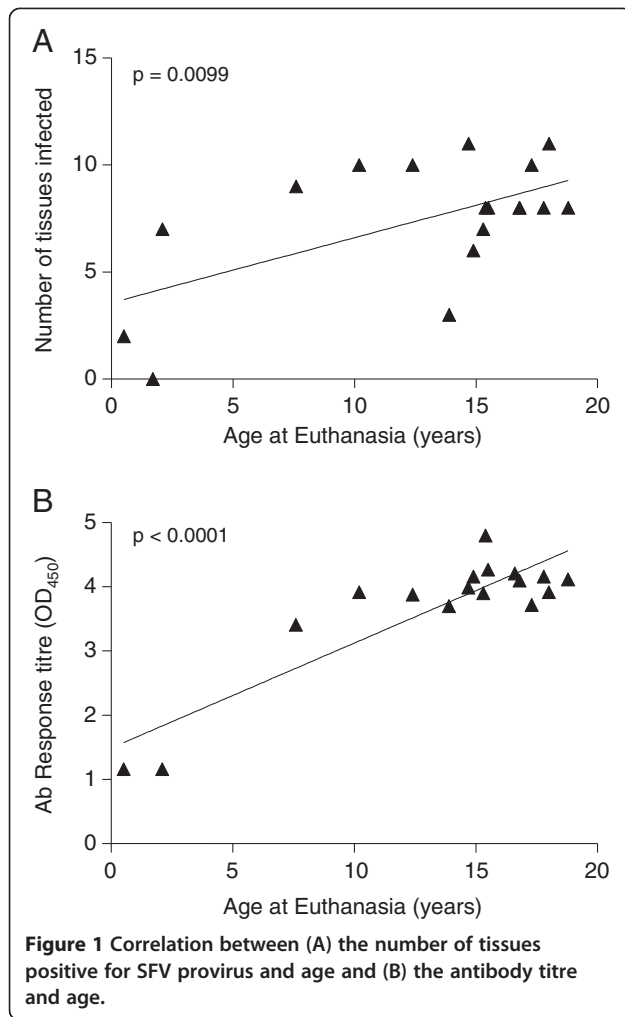 A
15
p = 0.0099
10
Number of tissues infected
5
0
0 5 10 15 20
Age at Euthanasia (years)
B
5
p < 0.0001
4
Ab Response titre (OD450)
3
2
1
0
0 5 10 15 20
Age at Euthanasia (years)
Figure 1 Correlation between (A) the number of tissues
positive for SFV provirus and age and (B) the antibody titre
and age.